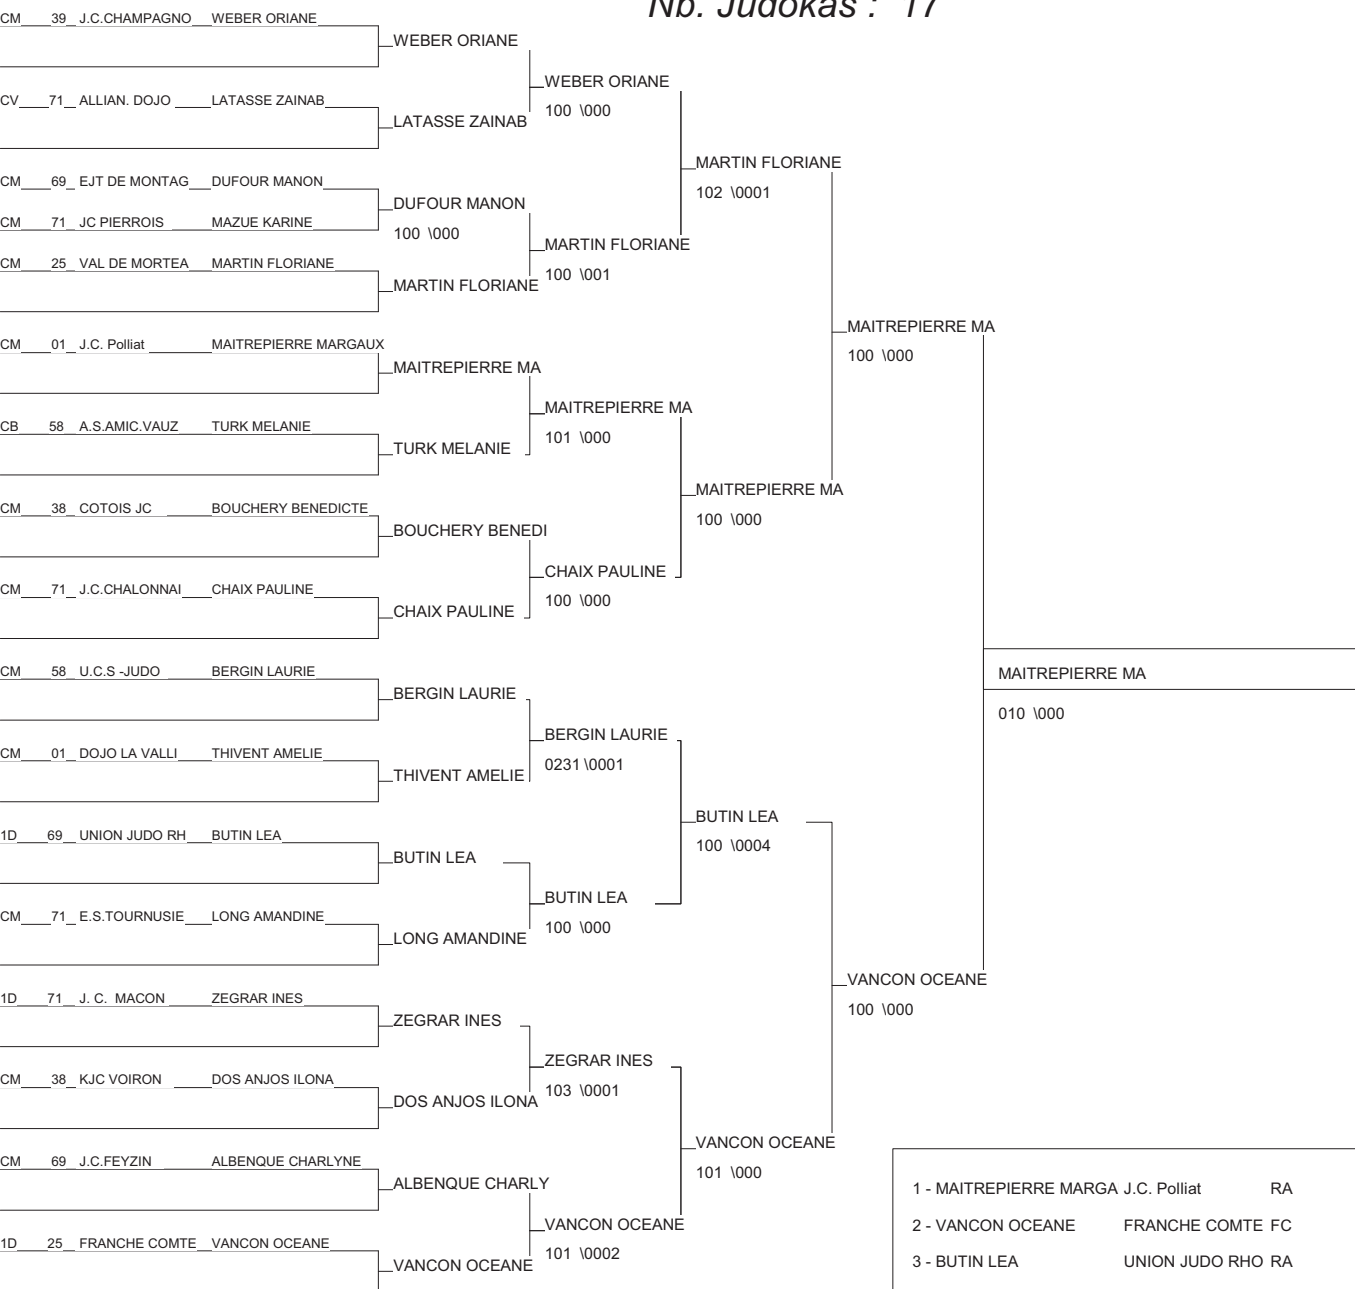 Nb. Judokas : 17
CM 39 J.C.CHAMPAGNO WEBER ORIANE
WEBER ORIANE
WEBER ORIANE
100 \000
CV 71 ALLIAN. DOJO LATASSE ZAINAB
LATASSE ZAINAB
MARTIN FLORIANE
102 \0001
CM 69 EJT DE MONTAG DUFOUR MANON
DUFOUR MANON
100 \000
CM 71 JC PIERROIS MAZUE KARINE
MARTIN FLORIANE
100 \001
CM 25 VAL DE MORTEA MARTIN FLORIANE
MARTIN FLORIANE
MAITREPIERRE MA
100 \000
CM 01 J.C. Polliat MAITREPIERRE MARGAUX
MAITREPIERRE MA
MAITREPIERRE MA
101 \000
CB 58 A.S.AMIC.VAUZ TURK MELANIE
TURK MELANIE
MAITREPIERRE MA
100 \000
CM 38 COTOIS JC BOUCHERY BENEDICTE
BOUCHERY BENEDI
CHAIX PAULINE
100 \000
CM 71 J.C.CHALONNAI CHAIX PAULINE
CHAIX PAULINE
MAITREPIERRE MA
010 \000
CM 58 U.C.S -JUDO BERGIN LAURIE
BERGIN LAURIE
BERGIN LAURIE
0231 \0001
CM 01 DOJO LA VALLI THIVENT AMELIE
THIVENT AMELIE
BUTIN LEA
100 \0004
1D 69 UNION JUDO RH BUTIN LEA
BUTIN LEA
BUTIN LEA
100 \000
CM 71 E.S.TOURNUSIE LONG AMANDINE
LONG AMANDINE
VANCON OCEANE
100 \000
1D 71 J. C. MACON ZEGRAR INES
ZEGRAR INES
ZEGRAR INES
103 \0001
CM 38 KJC VOIRON DOS ANJOS ILONA
DOS ANJOS ILONA
VANCON OCEANE
101 \000
CM 69 J.C.FEYZIN ALBENQUE CHARLYNE
ALBENQUE CHARLY
VANCON OCEANE
101 \0002
1D 25 FRANCHE COMTE VANCON OCEANE
VANCON OCEANE
1 - MAITREPIERRE MARGA J.C. Polliat RA
2 - VANCON OCEANE FRANCHE COMTE FC
3 - BUTIN LEA UNION JUDO RHO RA